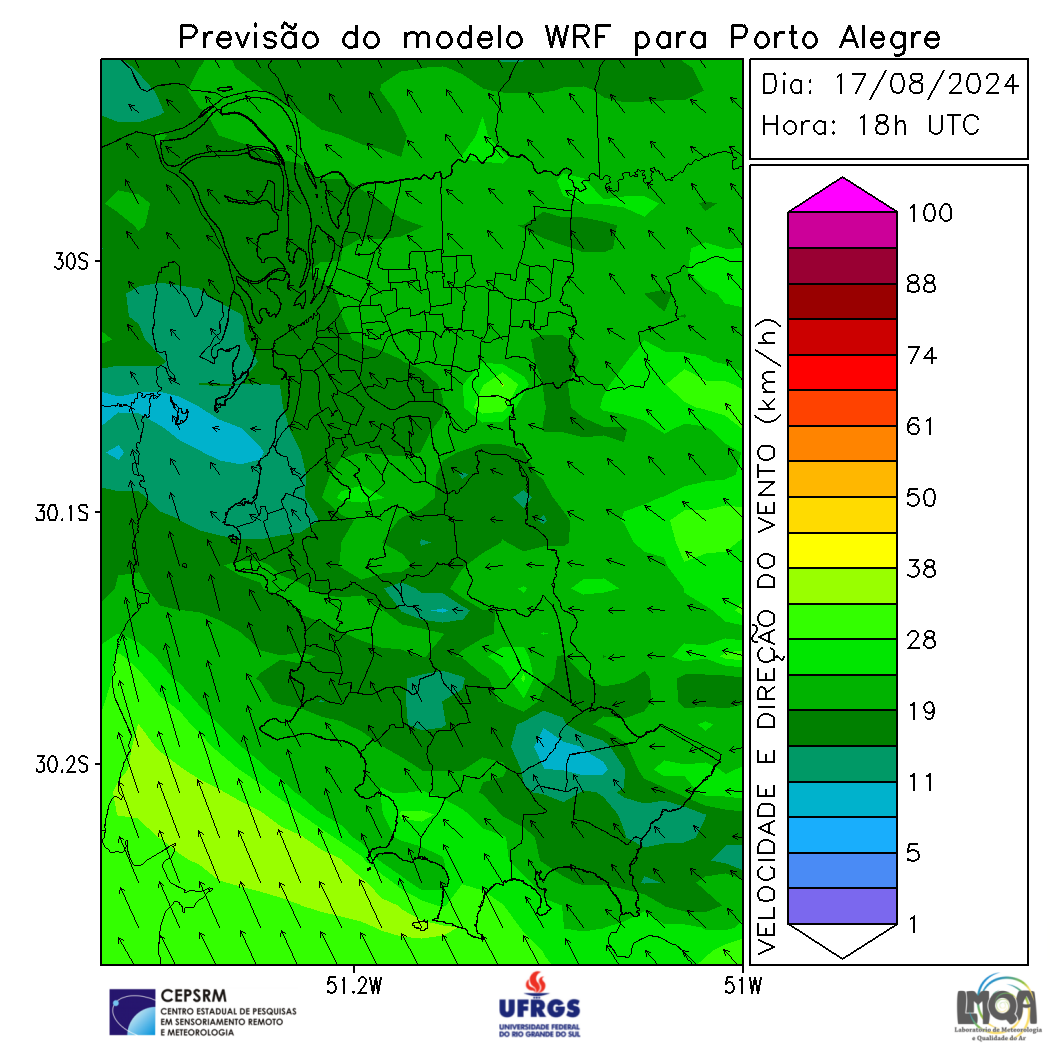 Previsão do modelo WRF para Porto Alegre
Dia: 17/08/2024
Hora: 18h UTC
30S
30.1S
30.2S
51.2W
51W
VELOCIDADE E DIREÇÃO DO VENTO (km/h)
100
88
74
61
50
38
28
19
11
5
1
CEPSRM
CENTRO ESTADUAL DE PESQUISAS
EM SENSORIAMENTO REMOTO
E METEOROLOGIA
UFRGS
UNIVERSIDADE FEDERAL
DO RIO GRANDE DO SUL
LMQA
Laboratório de Meteorologia
e Qualidade do Ar